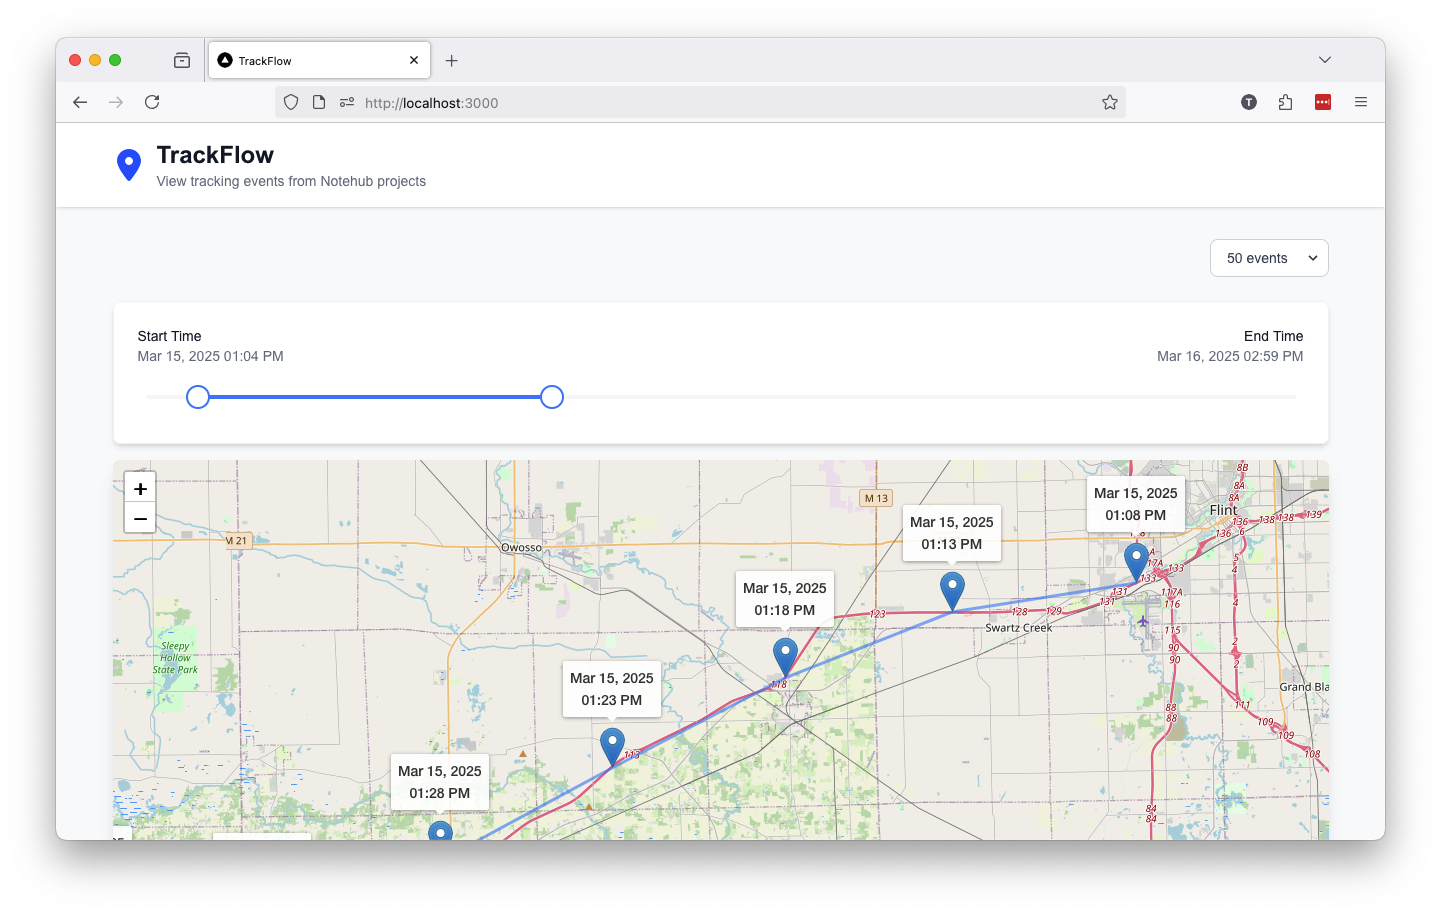 TrackFlow
http://localhost:3000
T
TrackFlow
View tracking events from Notehub projects
50 events
Start Time
End Time
Mar 15, 2025 01:04 PM
Mar 16, 2025 02:59 PM
+
−
M 21
Owosso
M 13
8B
8A
8A
Flint
136
138
138
139
136
6
Mar 15, 2025
01:08 PM
Mar 15, 2025
01:13 PM
Mar 15, 2025
01:18 PM
Mar 15, 2025
01:23 PM
Mar 15, 2025
01:28 PM
17A
133
133
131
131
117A
116
115
5
4
4
2
2
123
128
129
Swartz Creek
118
113
90
90
88
88
84
84
111
109
109
108
Grand Bla
Sleepy
Hollow
State Park